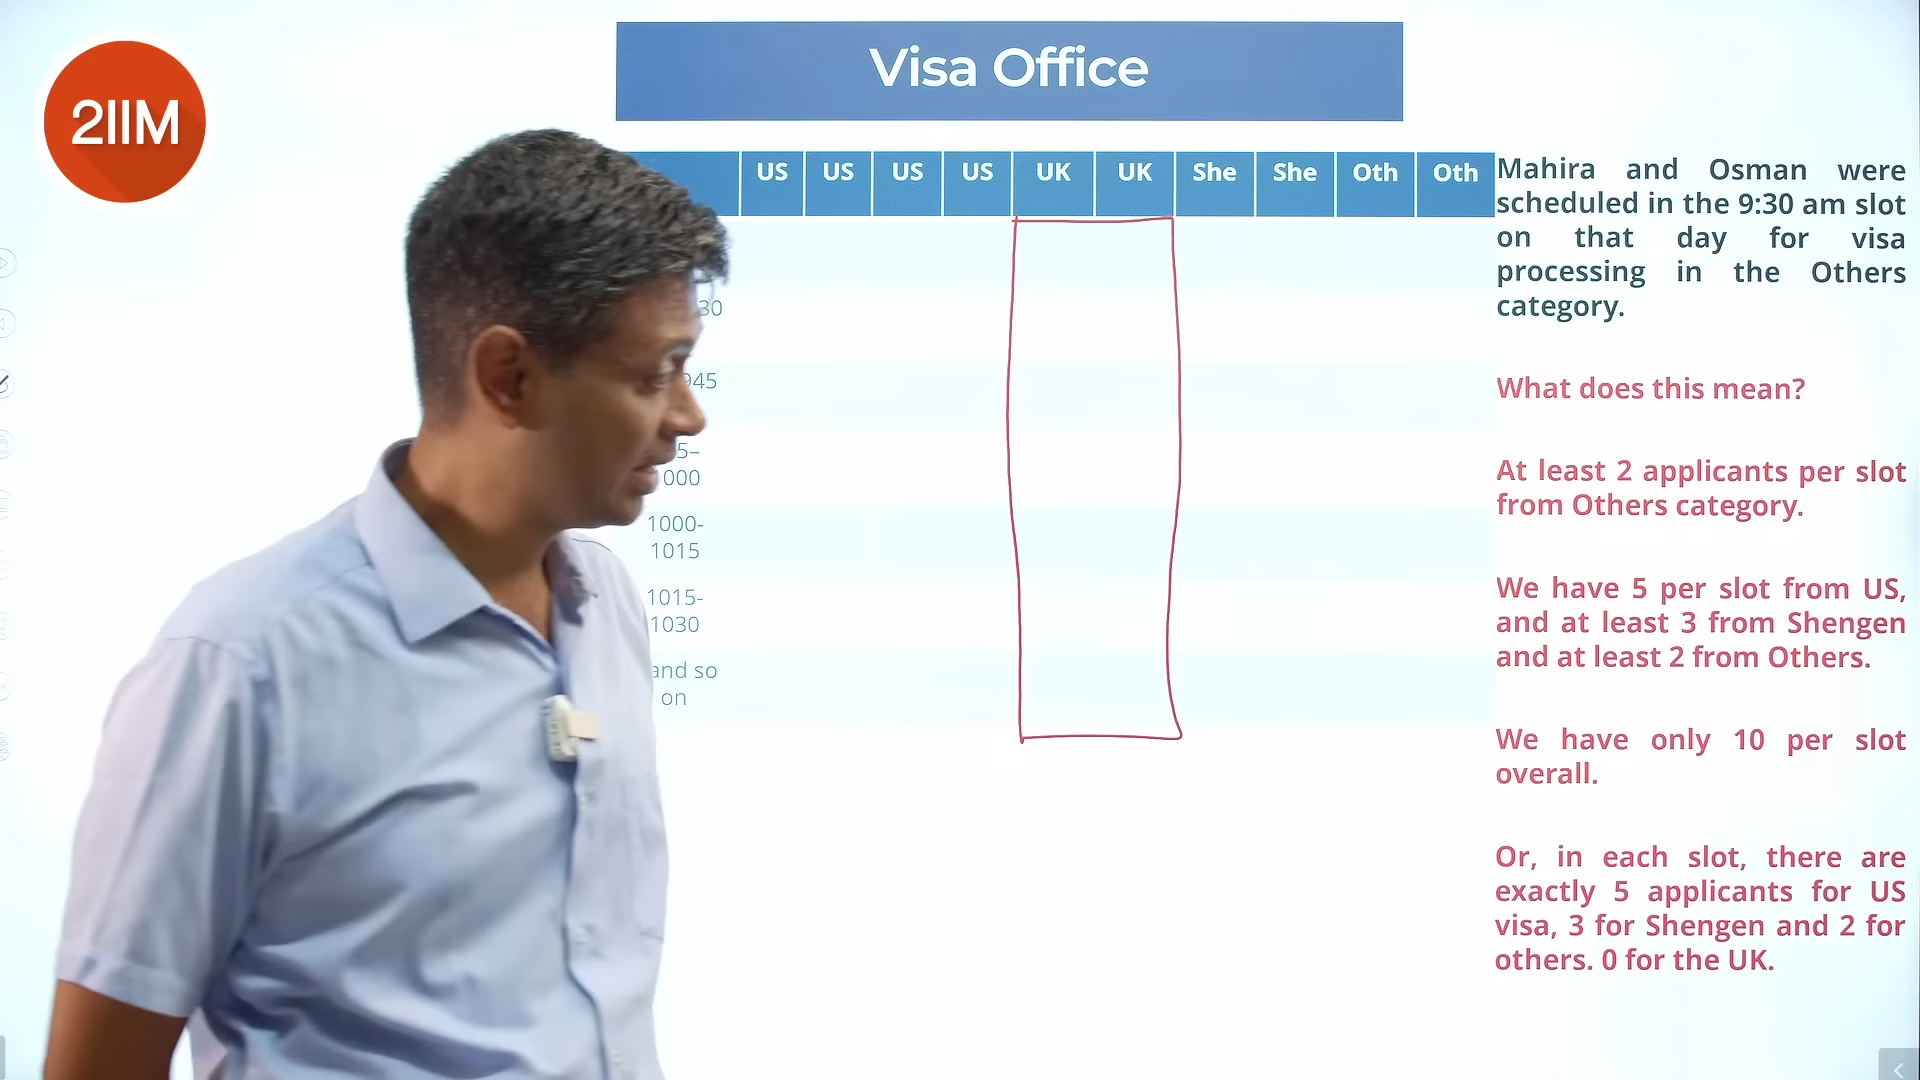 2IIM
Visa Office
US US US US UK UK She She Oth Oth
30
945
5–
000
1000-
1015
1015-
1030
and so
on
Mahira and Osman were
scheduled in the 9:30 am slot
on that day for visa
processing in the Others
category.
What does this mean?
At least 2 applicants per slot
from Others category.
We have 5 per slot from US,
and at least 3 from Shengen
and at least 2 from Others.
We have only 10 per slot
overall.
Or, in each slot, there are
exactly 5 applicants for US
visa, 3 for Shengen and 2 for
others. 0 for the UK.